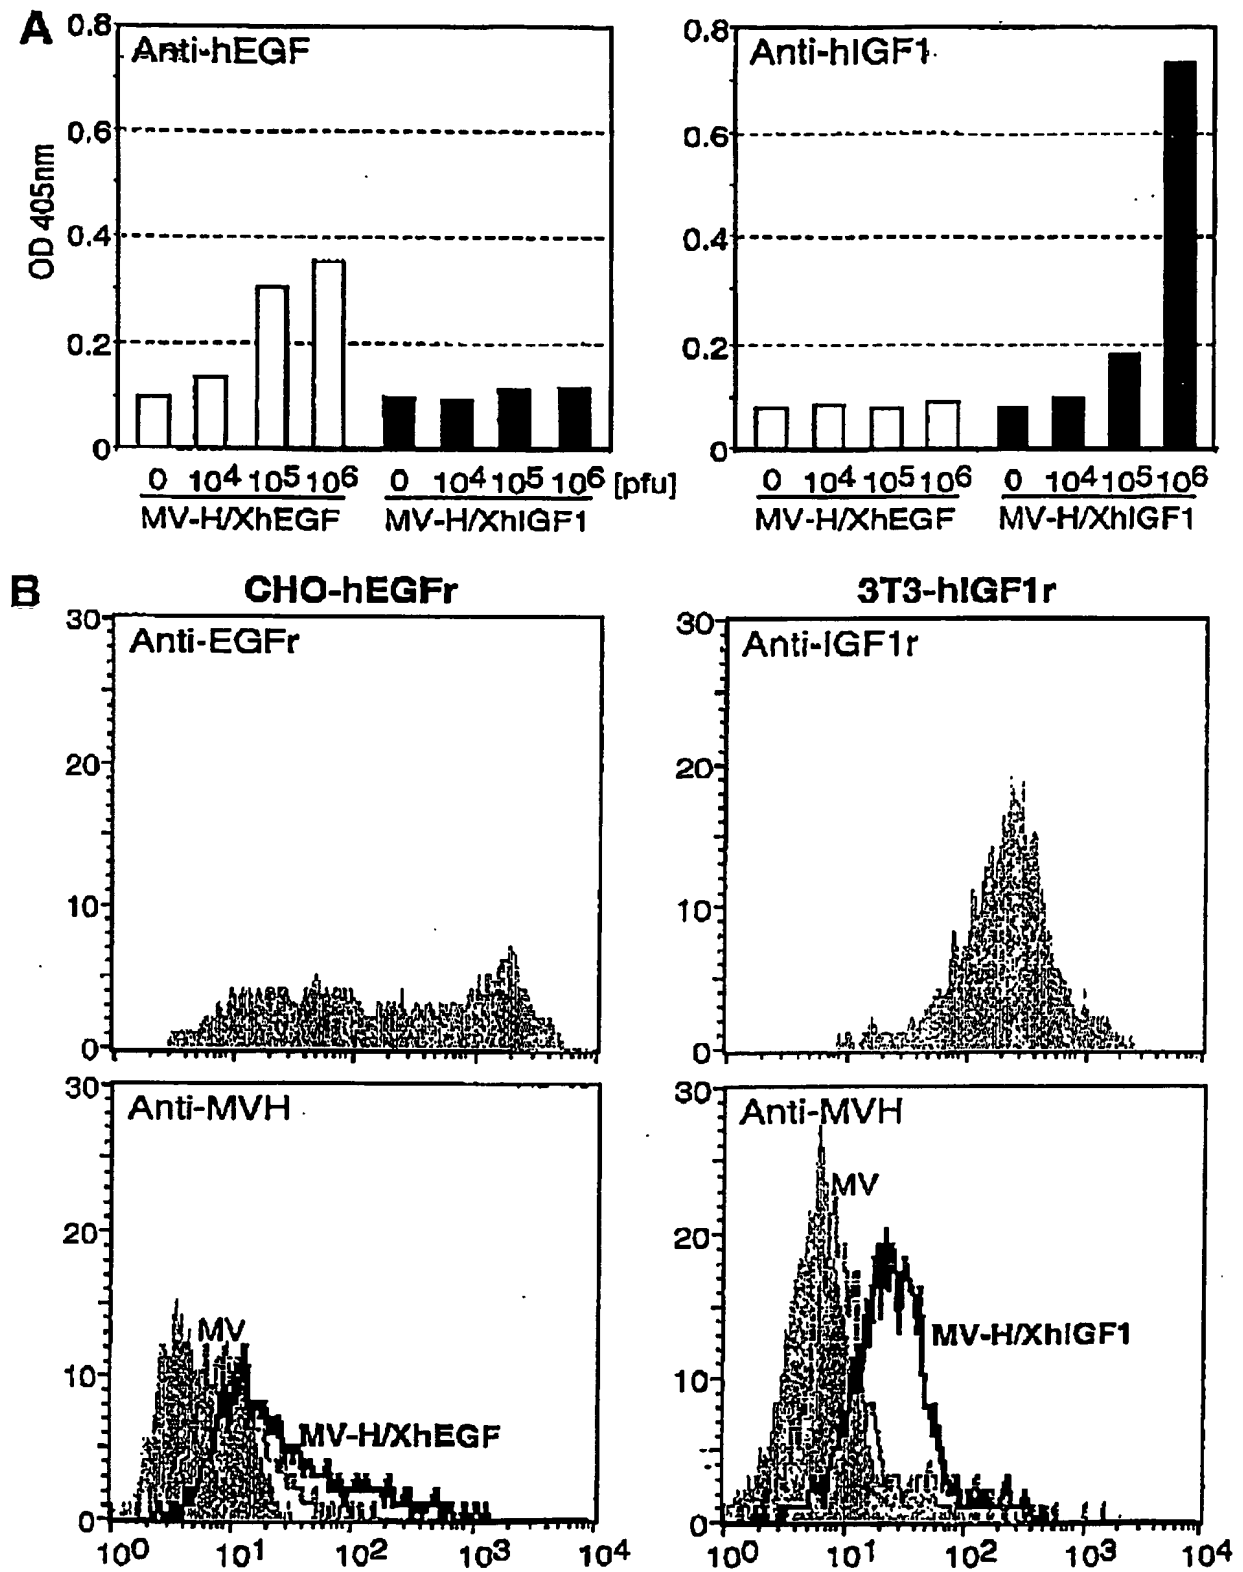 A
Anti-hEGF
Anti-hIGF1
OD 405nm
0.8
0.6
0.4
0.2
0
0.8
0.6
0.4
0.2
0
0 10⁴ 10⁵ 10⁶ 0 10⁴ 10⁵ 10⁶ [pfu]
0 10⁴ 10⁵ 10⁶ 0 10⁴ 10⁵ 10⁶
MV-H/XhEGF MV-H/XhIGF1
MV-H/XhEGF MV-H/XhIGF1
B
CHO-hEGFr
3T3-hIGF1r
30
Anti-EGFr
20
10
0
30
Anti-IGF1r
20
10
0
30
Anti-MVH
MV
20
10
MV-H/XhEGF
0
10⁰ 10¹ 10² 10³ 10⁴
30
Anti-MVH
MV
20
MV-H/XhIGF1
10
0
10⁰ 10¹ 10² 10³ 10⁴